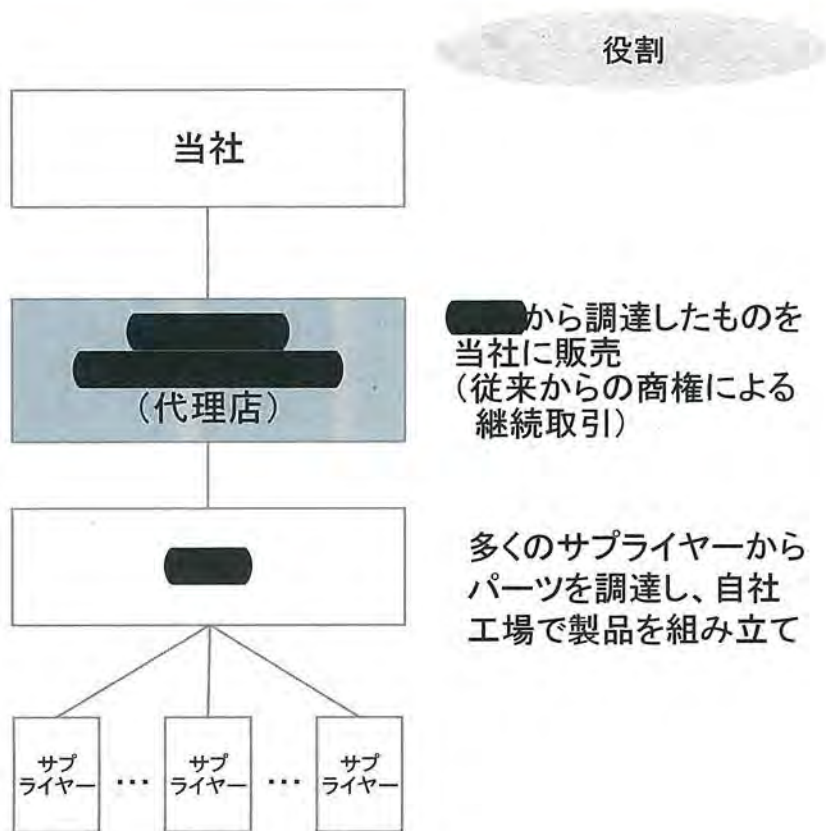 役割
当社
(代理店)
から調達したものを
当社に販売
(従来からの商権による
継続取引)
多くのサプライヤーから
パーツを調達し、自社
工場で製品を組み立て
サプ
ライヤー
…
サプ
ライヤー
…
サプ
ライヤー